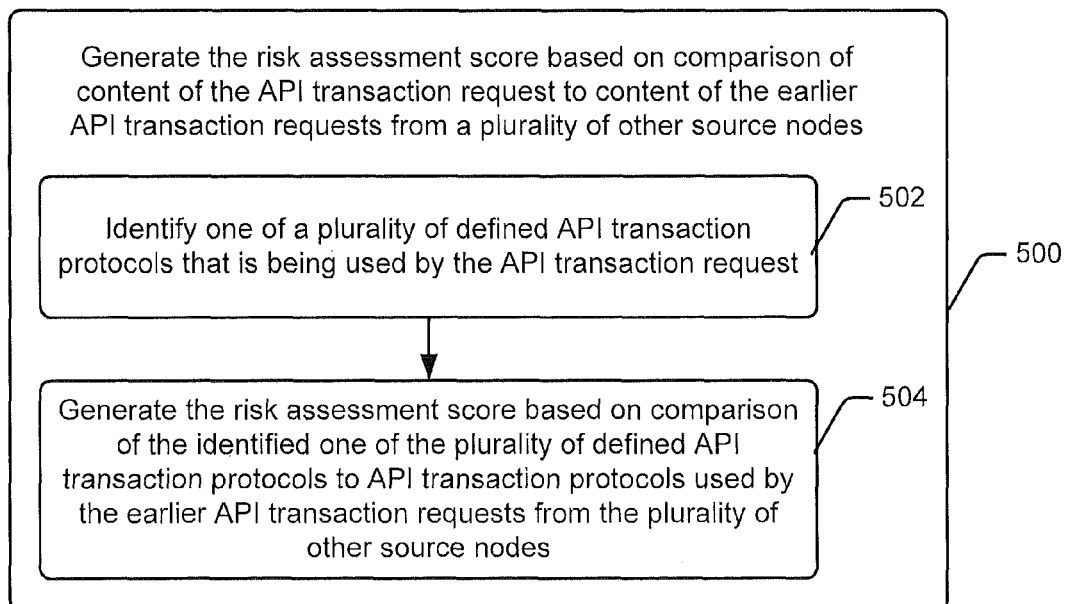 Generate the risk assessment score based on comparison of
content of the API transaction request to content of the earlier
API transaction requests from a plurality of other source nodes
502
Identify one of a plurality of defined API transaction
protocols that is being used by the API transaction request
500
504
Generate the risk assessment score based on comparison
of the identified one of the plurality of defined API
transaction protocols to API transaction protocols used by
the earlier API transaction requests from the plurality of
other source nodes